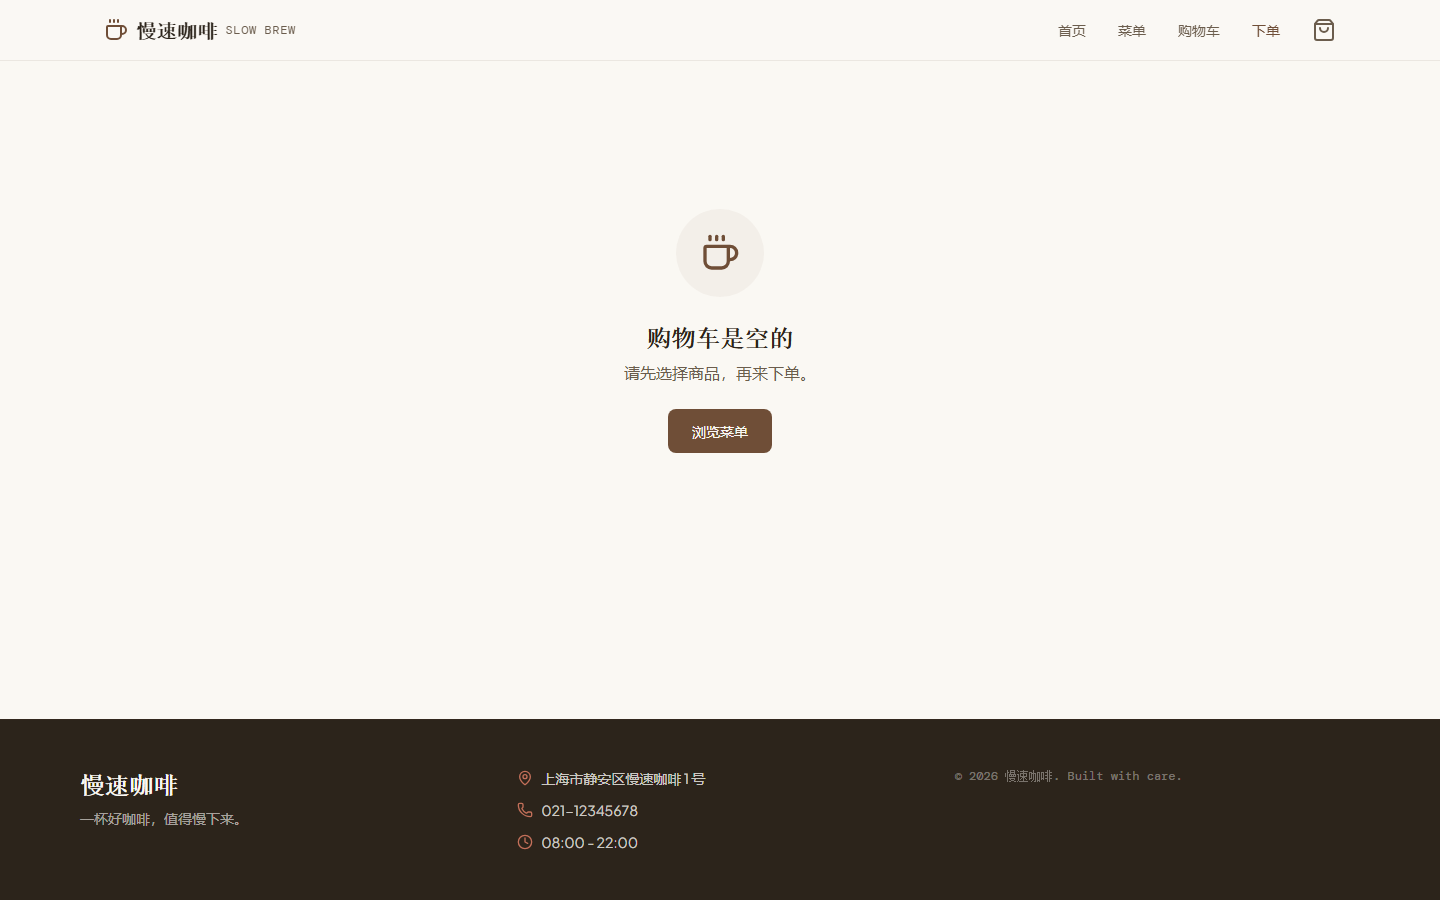 慢速咖啡 SLOW BREW
首页 菜单 购物车 下单
购物车是空的
请先选择商品，再来下单。
浏览菜单
慢速咖啡
一杯好咖啡，值得慢下来。
上海市静安区慢速咖啡1号
021-12345678
08:00 - 22:00
© 2026 慢速咖啡. Built with care.